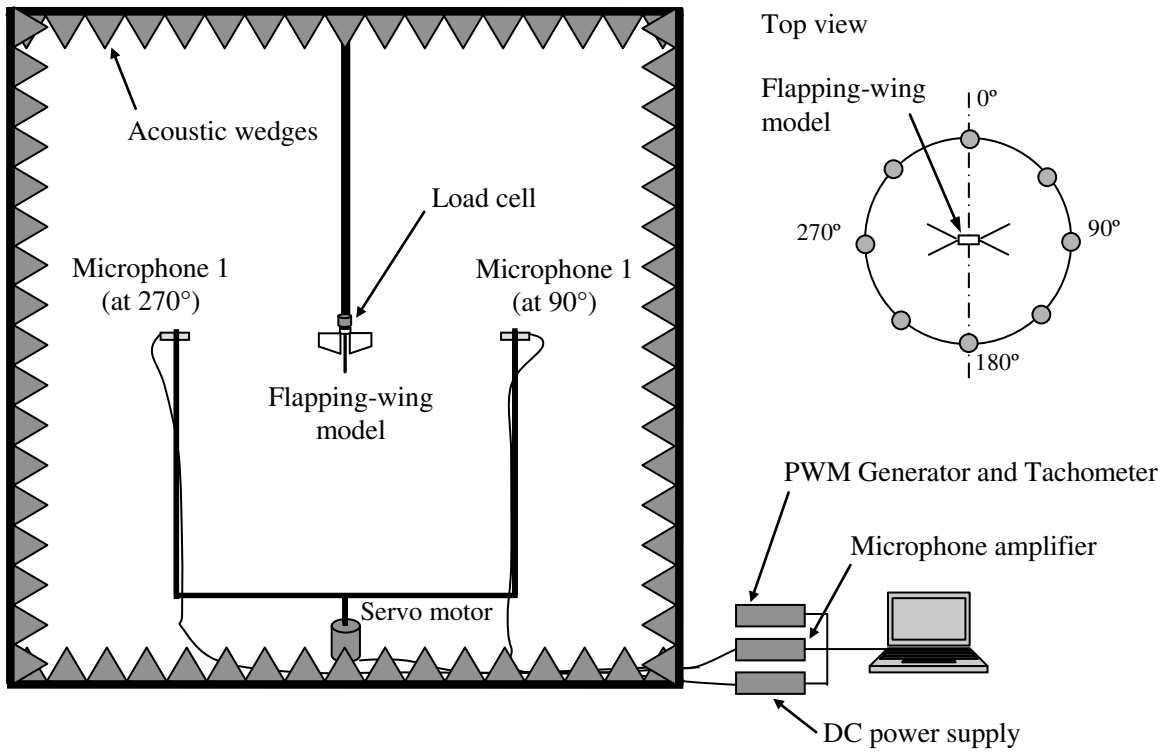 Acoustic wedges
Load cell
Microphone 1
(at 270°)
Microphone 1
(at 90°)
Flapping-wing
model
Servo motor
Top view
Flapping-wing
model
0º
270º
90º
180º
PWM Generator and Tachometer
Microphone amplifier
DC power supply